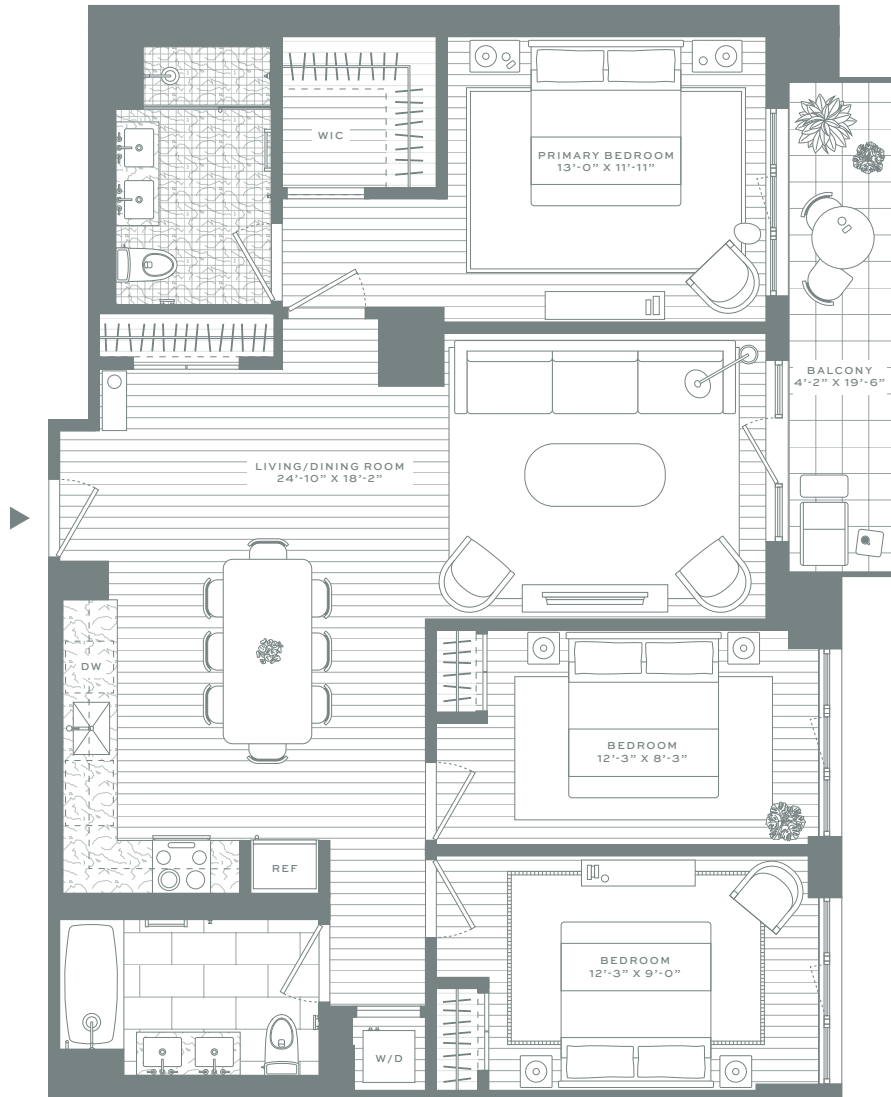 WIC
PRIMARY BEDROOM
13’-0” X 11’-11”
BALCONY
4’-2” X 19’-6”
LIVING/DINING ROOM
24’-10” X 18’-2”
DW
BEDROOM
12’-3” X 8’-3”
REF
BEDROOM
12’-3” X 9’-0”
W/D